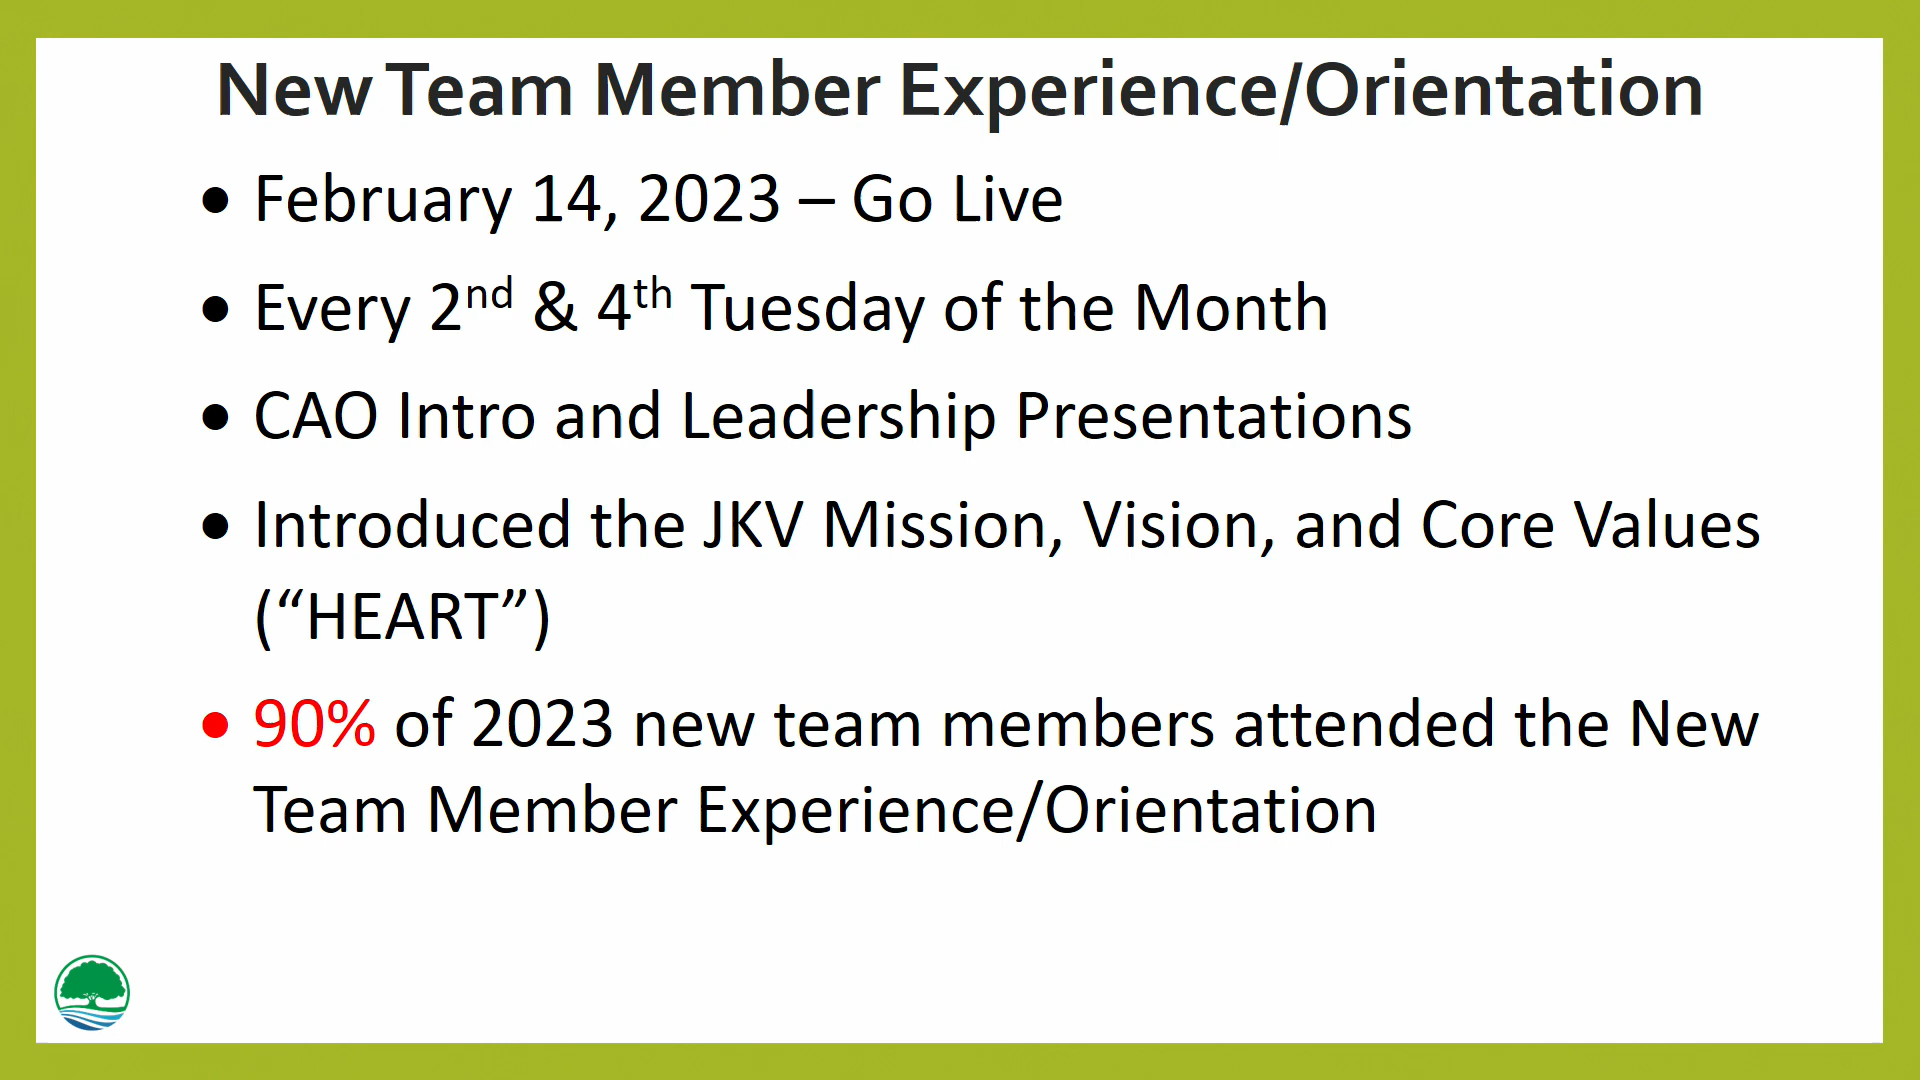 New Team Member Experience/Orientation
• February 14, 2023 – Go Live
• Every 2nd & 4th Tuesday of the Month
• CAO Intro and Leadership Presentations
• Introduced the JKV Mission, Vision, and Core Values
(“HEART”)
• 90% of 2023 new team members attended the New
Team Member Experience/Orientation